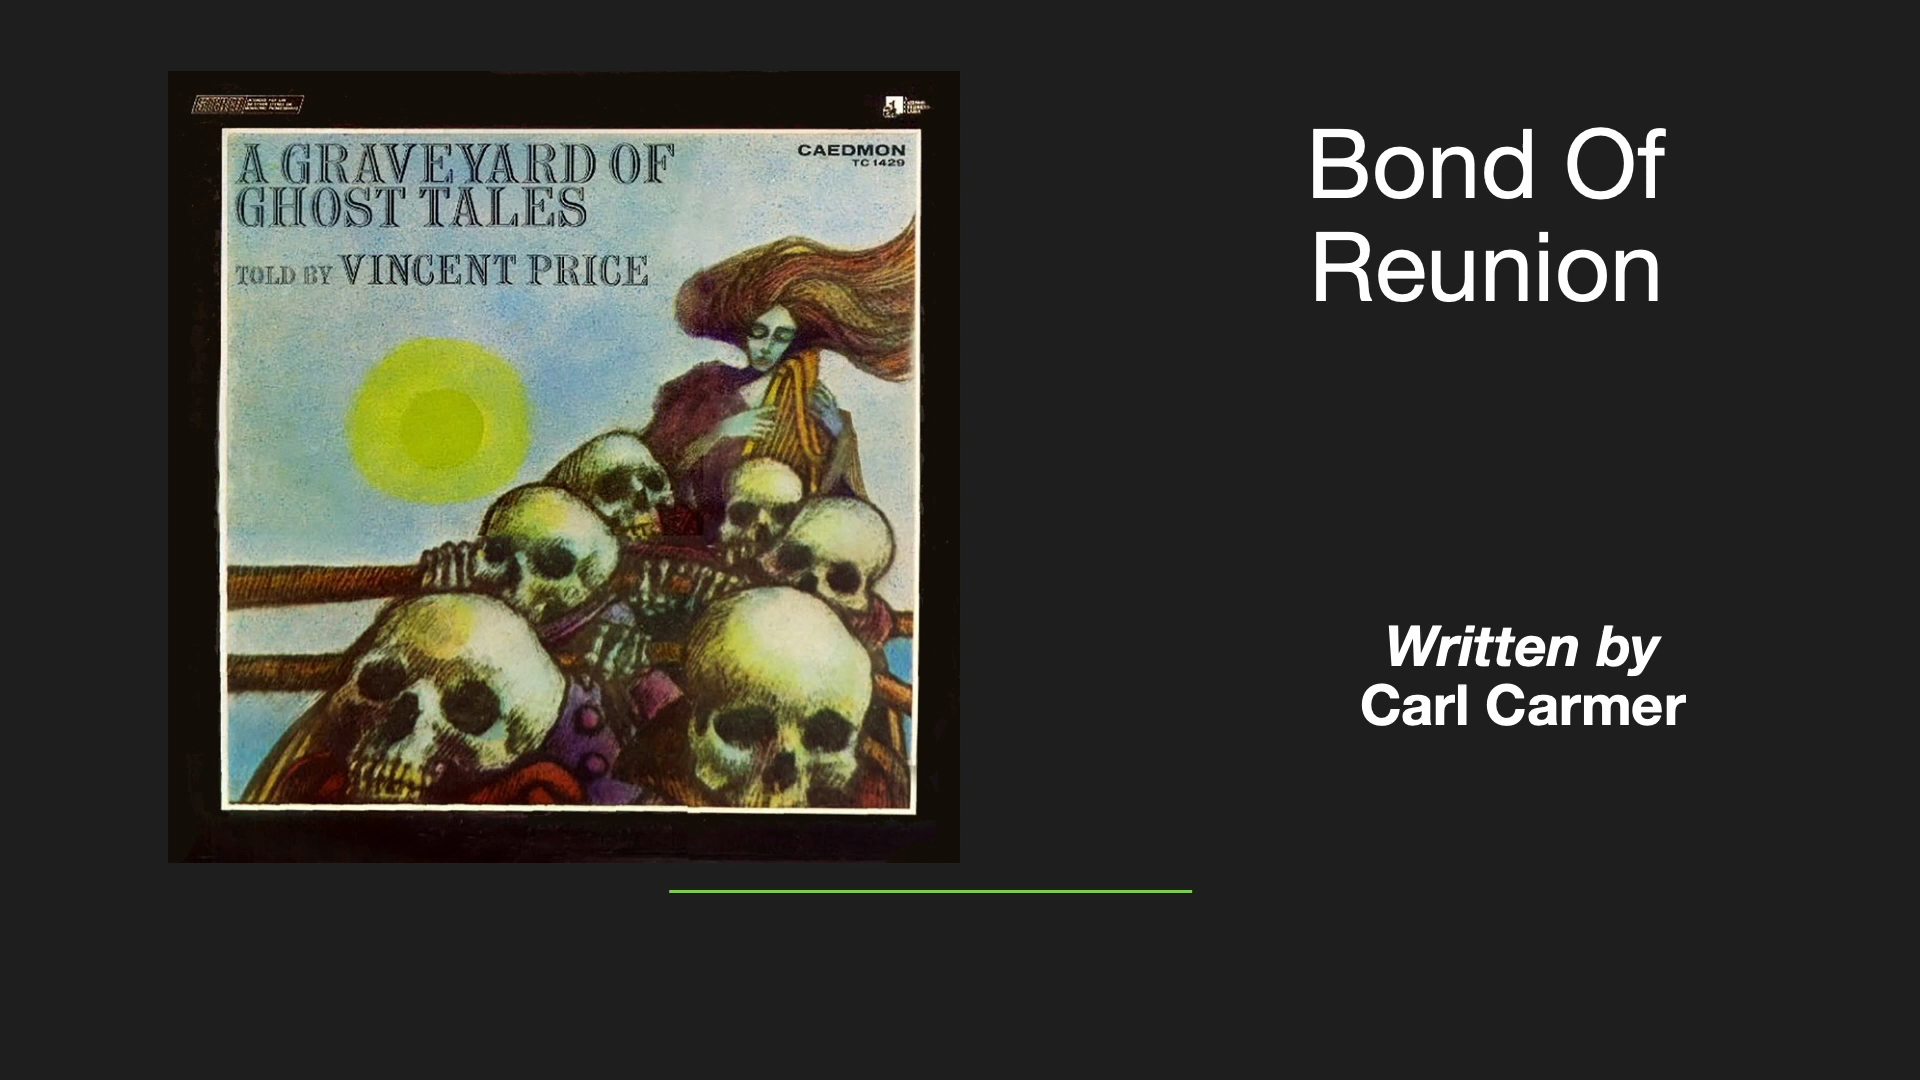 A GRAVEYARD OF
GHOST TALES
TOLD BY VINCENT PRICE
CAEDMON
TC 1429
Bond Of
Reunion
Written by
Carl Carmer